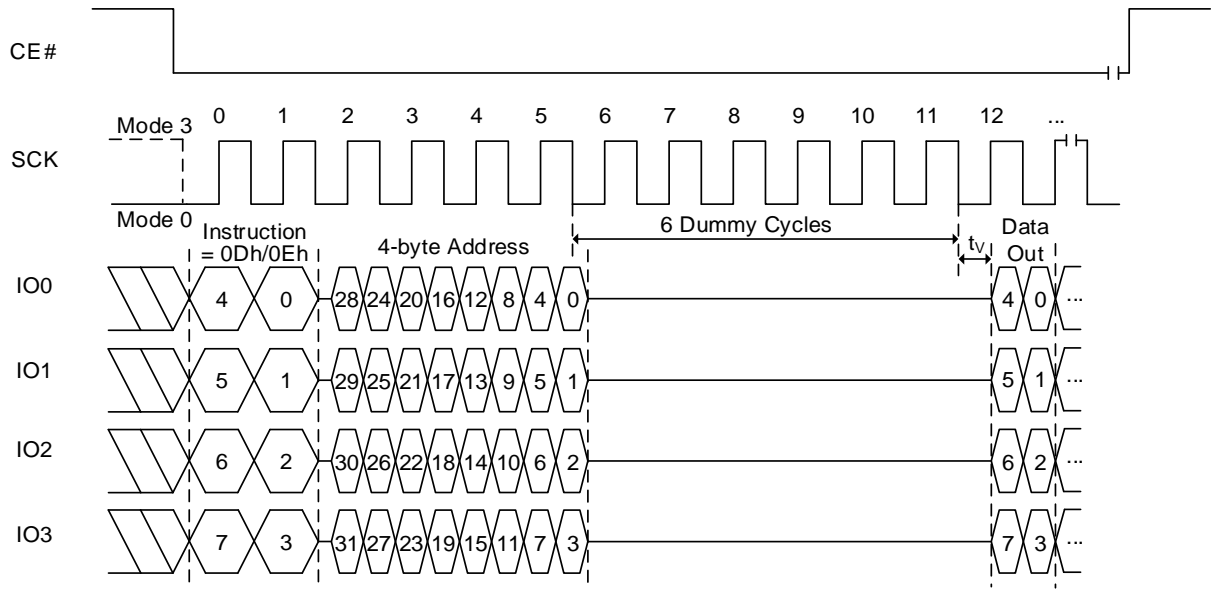 CE#
0 1 2 3 4 5 6 7 8 9 10 11 12 ...
Mode 3
SCK
Mode 0
6 Dummy Cycles
Instruction
= 0Dh/0Eh
4-byte Address
tV
Data
Out
IO0 4 0 28 24 20 16 12 8 4 0 4 0 ...
IO1 5 1 29 25 21 17 13 9 5 1 5 1 ...
IO2 6 2 30 26 22 18 14 10 6 2 6 2 ...
IO3 7 3 31 27 23 19 15 11 7 3 7 3 ...